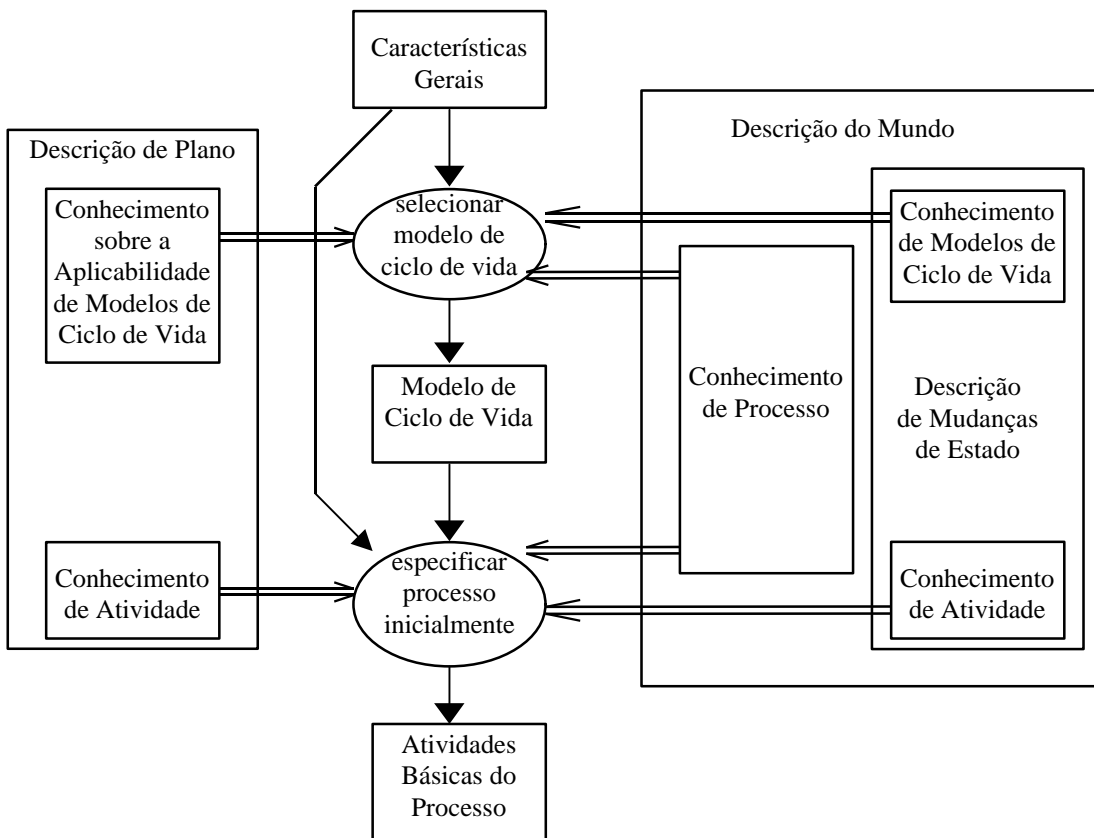 Característícas
Gerais
Descrição de Plano
Descrição do Mundo
Conhecimento
sobre a
Aplicabilidade
de Modelos de
Ciclo de Vida
selecionar
modelo de
ciclo de vida
Conhecimento
de Modelos de
Ciclo de Vida
Modelo de
Ciclo de Vida
Conhecimento
de Processo
Descrição
de Mudanças
de Estado
Conhecimento
de Atividade
especificar
processo
inicialmente
Conhecimento
de Atividade
Atividades
Básicas do
Processo